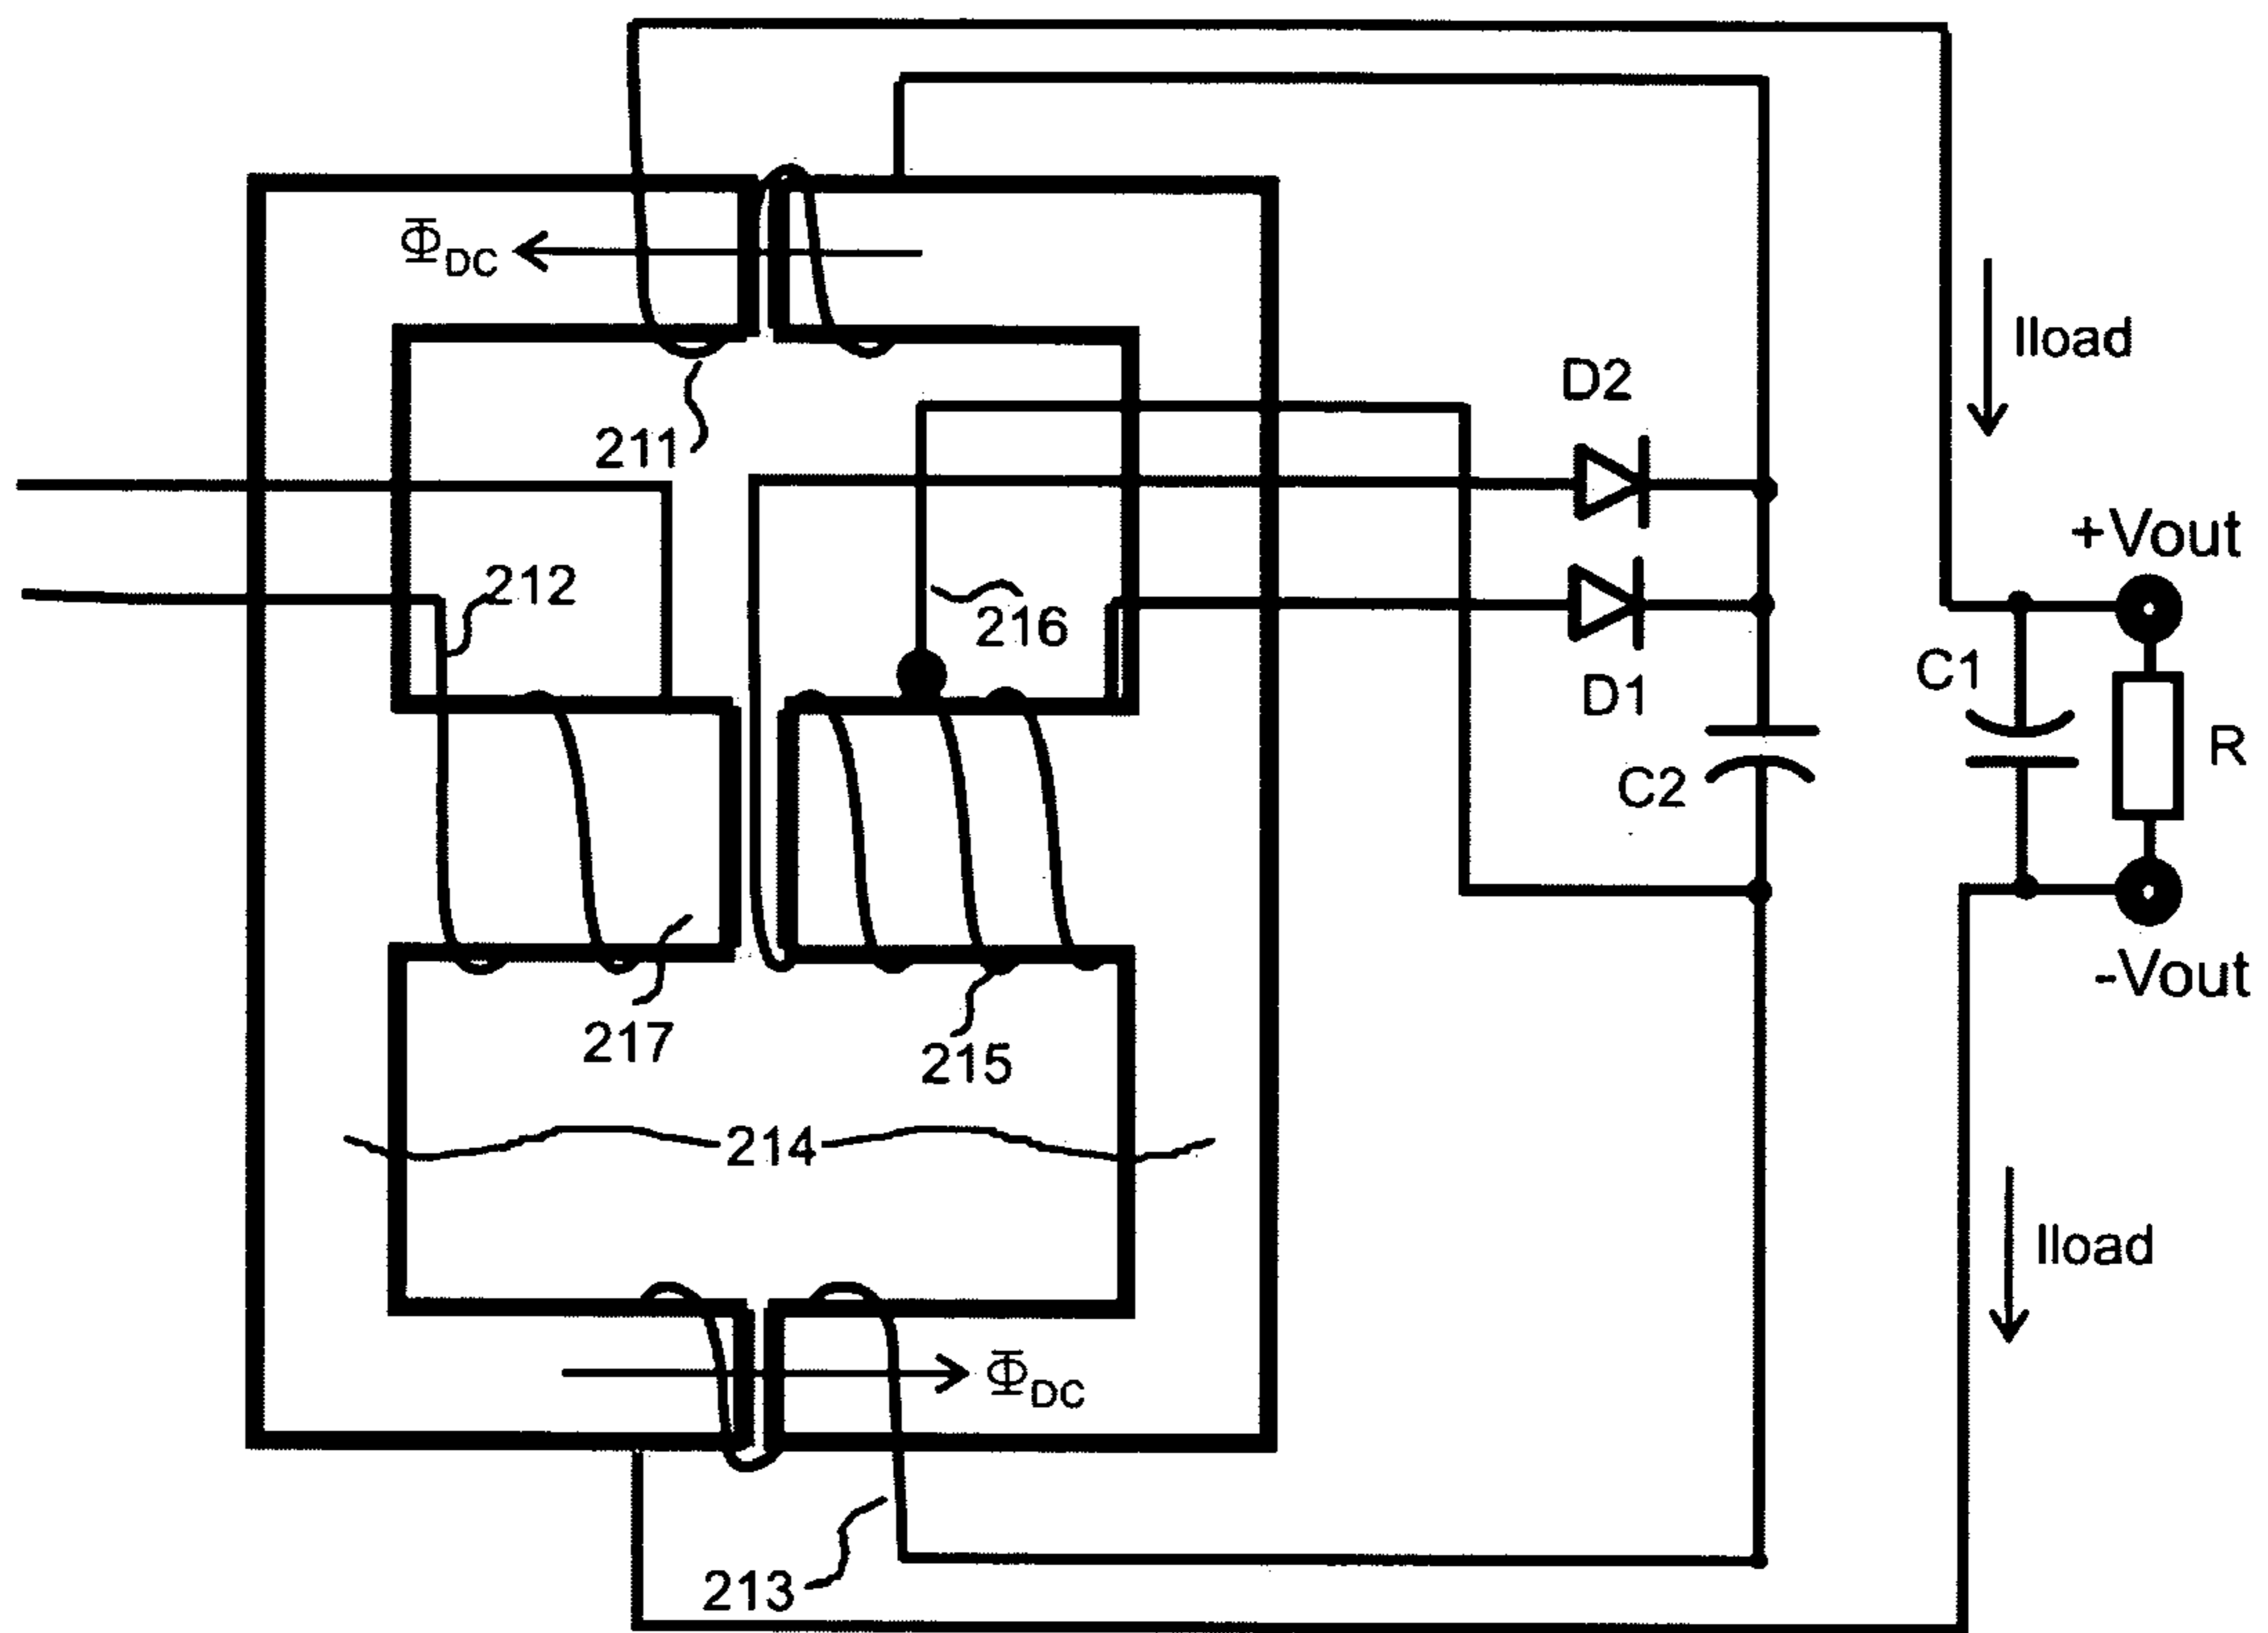 ΦDC
Iload
D2
211
+Vout
212
216
C1
D1
R
C2
-Vout
217
215
214
Iload
ΦDC
213